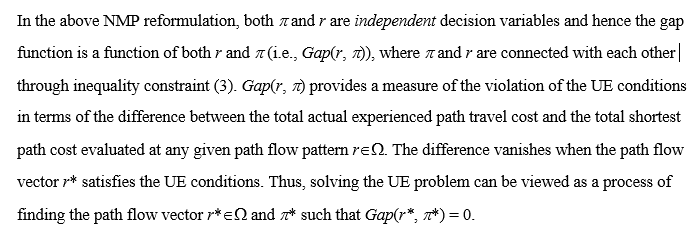 In the above NMP reformulation, both π and r are independent decision variables and hence the gap
function is a function of both r and π (i.e., Gap(r, π)), where π and r are connected with each other
through inequality constraint (3). Gap(r, π) provides a measure of the violation of the UE conditions
in terms of the difference between the total actual experienced path travel cost and the total shortest
path cost evaluated at any given path flow pattern r∈Ω. The difference vanishes when the path flow
vector r* satisfies the UE conditions. Thus, solving the UE problem can be viewed as a process of
finding the path flow vector r*∈Ω and π* such that Gap(r*, π*) = 0.